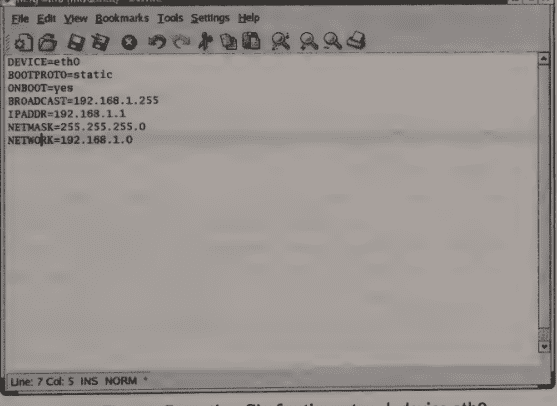 File Edit View Bookmarks Tools Settings Help
DEVICE=eth0
BOOTPROTO=static
ONBOOT=yes
BROADCAST=192.168.1.255
IPADDR=192.168.1.1
NETMASK=255.255.255.0
NETWORK=192.168.1.0
Line: 7 Col: 5 INS NORM *